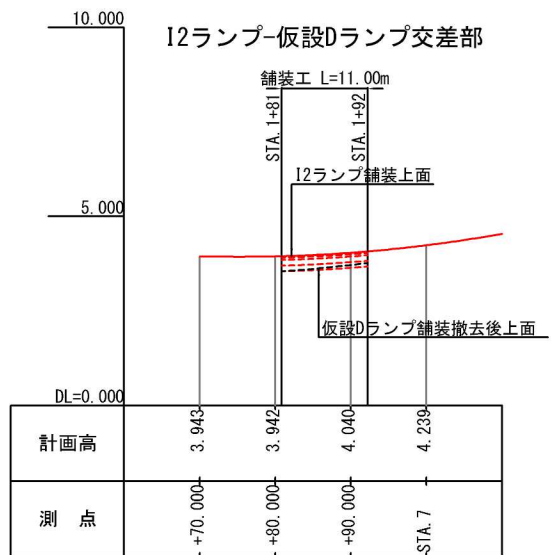 10.000
I2ランプ-仮設Dランプ交差部
舗装工 L=11.00m
STA.1+81
STA.1+92
I2ランプ舗装上面
5.000
仮設Dランプ舗装撤去後上面
DL=0.000
計画高
3.943
3.942
4.040
4.239
測 点
+70.000
+80.000
+90.000
STA.7